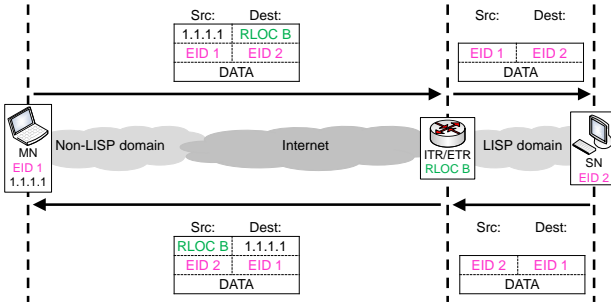 Src: Dest: Src: Dest:
1.1.1.1 RLOC B
EID 1 EID 2 EID 1 EID 2
DATA DATA
Non-LISP domain Internet LISP domain
MN ITR/ETR SN
EID 1 RLOC B EID 2
1.1.1.1
Src: Dest: Src: Dest:
RLOC B 1.1.1.1
EID 2 EID 1 EID 2 EID 1
DATA DATA